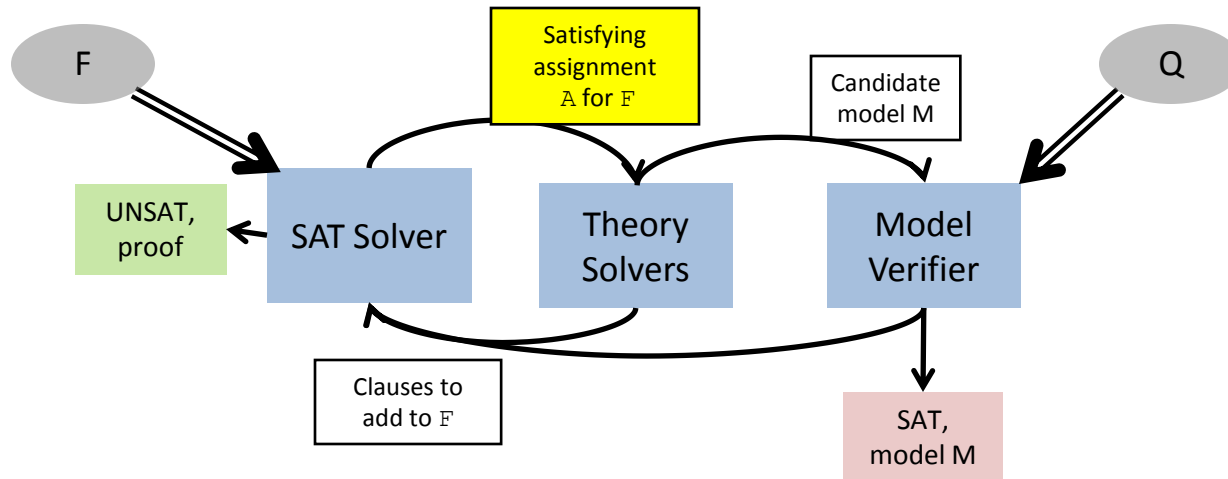 F
Satisfying
assignment
A for F
Candidate
model M
Q
UNSAT,
proof
SAT Solver
Theory
Solvers
Model
Verifier
Clauses to
add to F
SAT,
model M